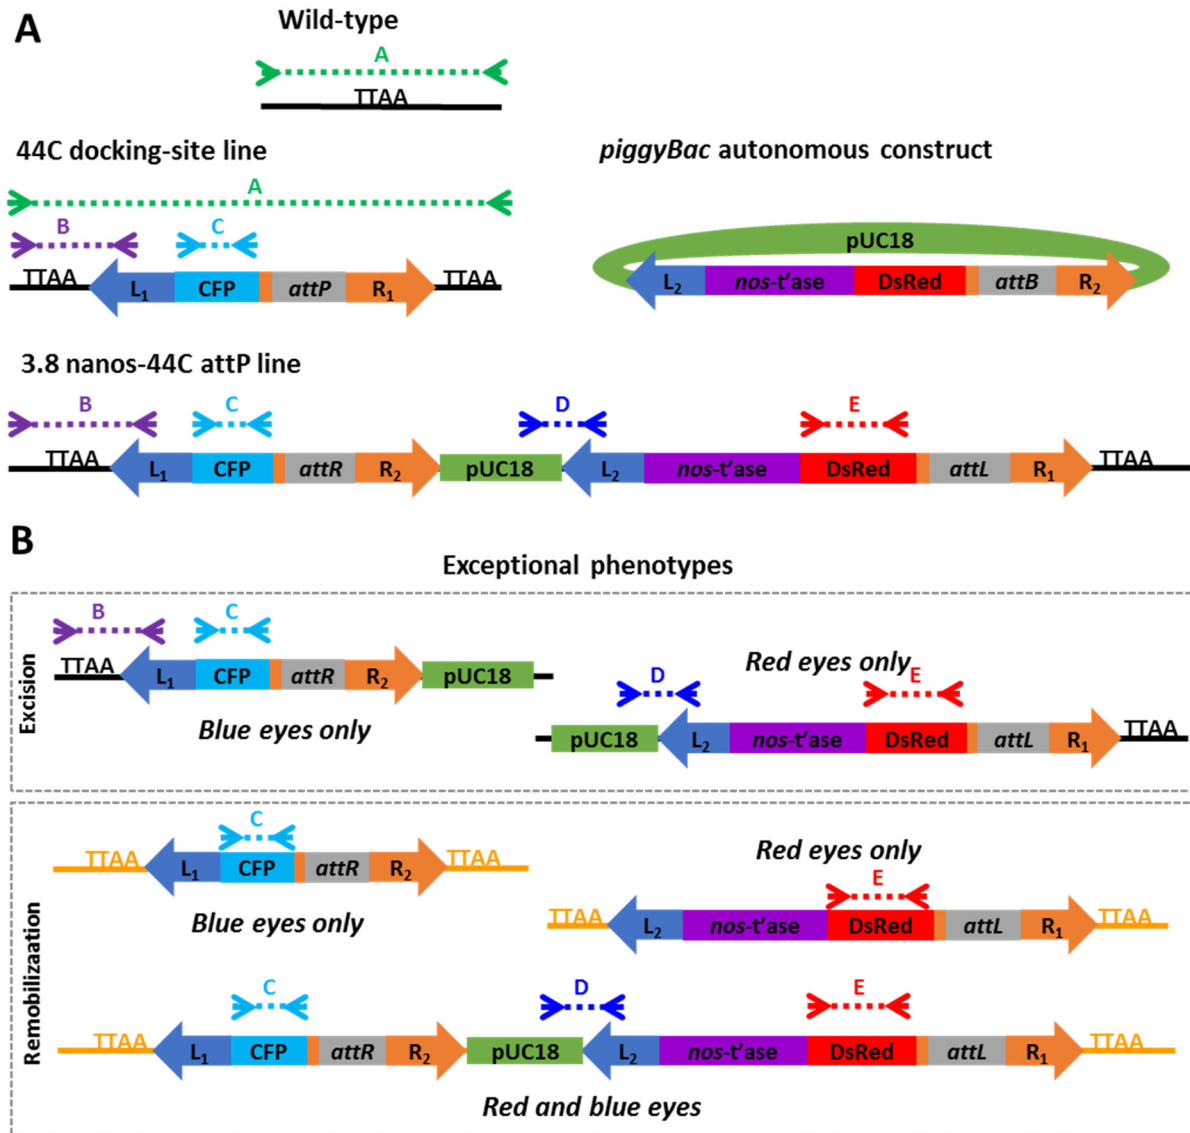 A
Wild-type
A
TTAA
44C docking-site line
piggyBac autonomous construct
A
B C
pUC18
TTAA L1 CFP attP R1 TTAA
L2 nos-t'ase DsRed attB R2
3.8 nanos-44C attP line
B C D E
TTAA L1 CFP attR R2 pUC18 L2 nos-t'ase DsRed attL R1 TTAA
B
Exceptional phenotypes
Excision
B C
TTAA L1 CFP attR R2 pUC18
Blue eyes only
Red eyes only
D E
pUC18 L2 nos-t'ase DsRed attL R1 TTAA
Remobilizaation
C
TTAA L1 CFP attR R2 TTAA
Blue eyes only
Red eyes only
E
TTAA L2 nos-t'ase DsRed attL R1 TTAA
C D E
TTAA L1 CFP attR R2 pUC18 L2 nos-t'ase DsRed attL R1 TTAA
Red and blue eyes